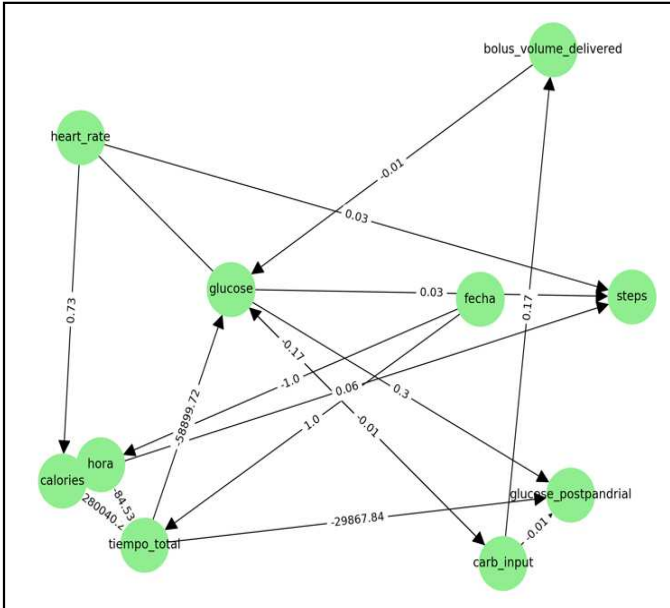 bolus_volume_delivered
heart_rate
-0.01
0.03
glucose
0.03
fecha
steps
0.17
0.73
-0.17
-1.0
0.06
0.3
-58899.72
1.0
-0.01
hora
calories
-84.53
glucose_postpandrial
-29867.84
-0.01
tiempo_total
carb_input